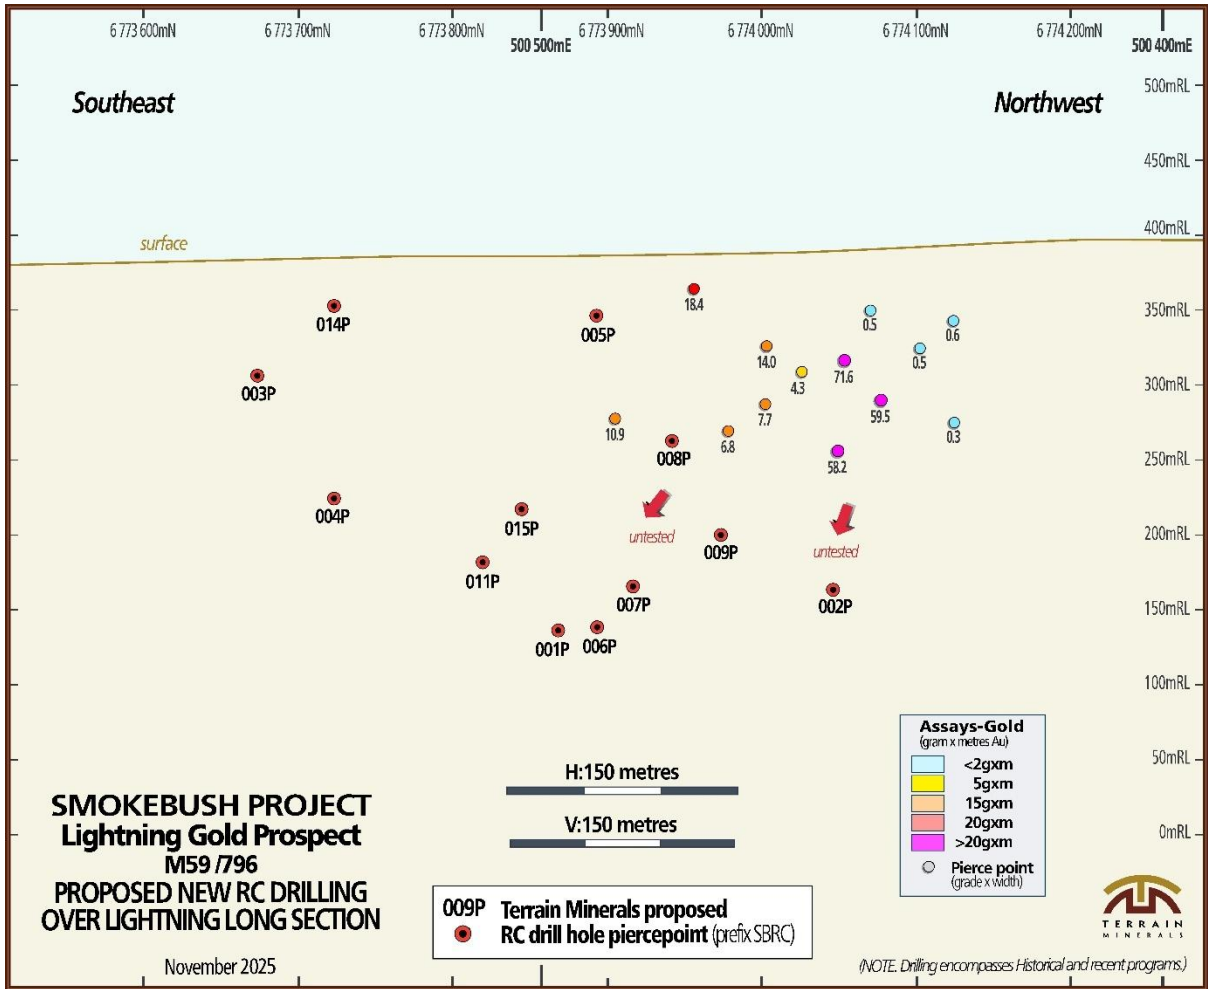 6 773 600mN 6 773 700mN 6 773 800mN 6 773 900mN 6 774 000mN 6 774 100mN 6 774 200mN
500 500mE 500 400mE
500mRL
Southeast Northwest
450mRL
400mRL
surface
350mRL
300mRL
250mRL
200mRL
150mRL
100mRL
50mRL
0mRL
014P
005P
18.4
0.5
0.6
14.0
0.5
4.3
71.6
003P
59.5
7.7
10.9
6.8
0.3
008P
58.2
004P
015P
untested
009P
untested
011P
007P
002P
001P
006P
Assays-Gold
(gram x metres Au)
<2gxm
5gxm
15gxm
20gxm
>20gxm
Pierce point
(grade x width)
H:150 metres
V:150 metres
SMOKEBUSH PROJECT
Lightning Gold Prospect
M59 /796
PROPOSED NEW RC DRILLING
OVER LIGHTNING LONG SECTION
November 2025
009P Terrain Minerals proposed
RC drill hole piercepoint (prefix SBRC)
TERRAIN
MINERALS
(NOTE. Drilling encompasses Historical and recent programs.)